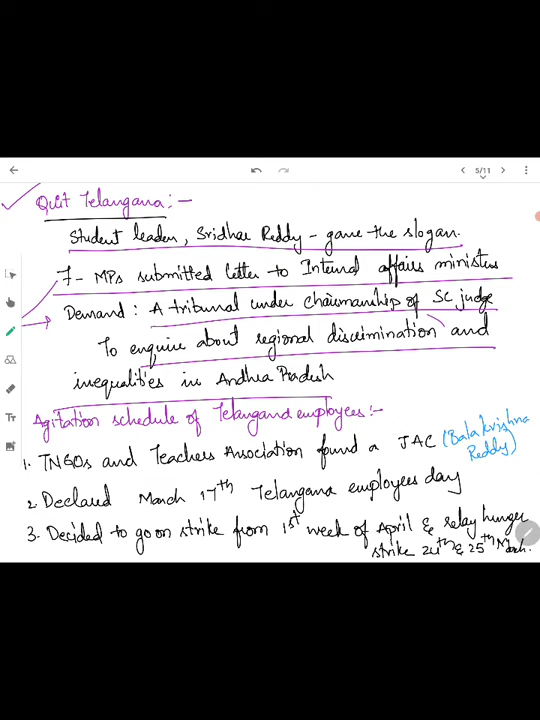 5/11
Quit Telangana:-
Student leader, Sridhar Reddy - gave the slogan.
7 - MPs submitted letter to Internal affairs minister
Demand : A tribunal under chairmanship of SC judge
To enquire about regional discrimination and
inequalities in Andhra Pradesh
Agitation schedule of Telangana employees:-
1. TNGOs and Teachers Association found a JAC (Balakrishna Reddy)
2. Declared March 17th Telangana employees day
3. Decided to go on strike from 1st week of April & relay hunger
strike 24th & 25th March.
Tт